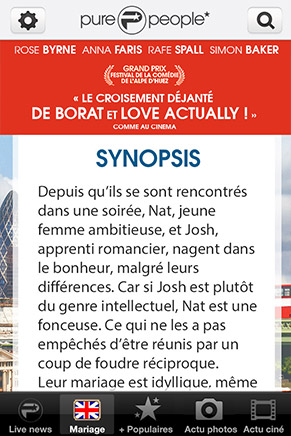 pure people*
ROSE BYRNE ANNA FARIS RAFE SPALL SIMON BAKER
GRAND PRIX
FESTIVAL DE LA COMÉDIE
DE L'ALPE D'HUEZ
« LE CROISEMENT DÉJANTÉ
DE BORAT ET LOVE ACTUALLY ! »
COMME AU CINEMA
SYNOPSIS
Depuis qu'ils se sont rencontrés
dans une soirée, Nat, jeune
femme ambitieuse, et Josh,
apprenti romancier, nagent dans
le bonheur, malgré leurs
différences. Car si Josh est plutôt
du genre intellectuel, Nat est une
fonceuse. Ce qui ne les a pas
empêchés d'être réunis par un
coup de foudre réciproque.
Leur mariage est idyllique, même
Live news Mariage + Populaires Actu photos Actu ciné